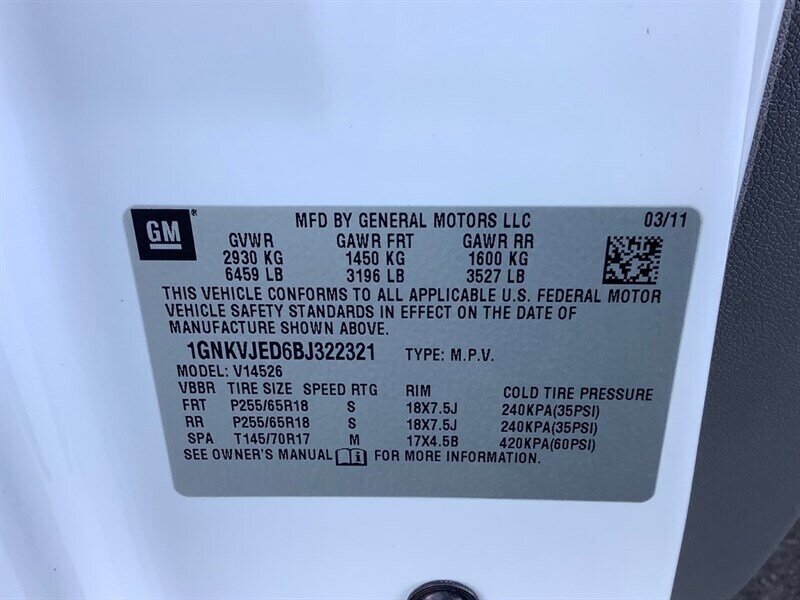 GM® MFD BY GENERAL MOTORS LLC 03/11
GVWR GAWR FRT GAWR RR
2930 KG 1450 KG 1600 KG
6459 LB 3196 LB 3527 LB
THIS VEHICLE CONFORMS TO ALL APPLICABLE U.S. FEDERAL MOTOR
VEHICLE SAFETY STANDARDS IN EFFECT ON THE DATE OF
MANUFACTURE SHOWN ABOVE.
1GNKVJED6BJ322321 TYPE: M.P.V.
MODEL: V14526
VBBR TIRE SIZE SPEED RTG RIM COLD TIRE PRESSURE
FRT P255/65R18 S 18X7.5J 240KPA(35PSI)
RR P255/65R18 S 18X7.5J 240KPA(35PSI)
SPA T145/70R17 M 17X4.5B 420KPA(60PSI)
SEE OWNER'S MANUAL FOR MORE INFORMATION.